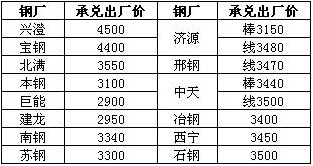 钢厂 承兑出厂价 钢厂 承兑出厂价
兴澄 4500 济源 棒3150
宝钢 4400 线3480
北满 3550 邢钢 线3470
本钢 3100 中天 棒3440
巨能 2900 线3500
建龙 2950 冶钢 3400
南钢 3340 西宁 3450
苏钢 3300 石钢 3500